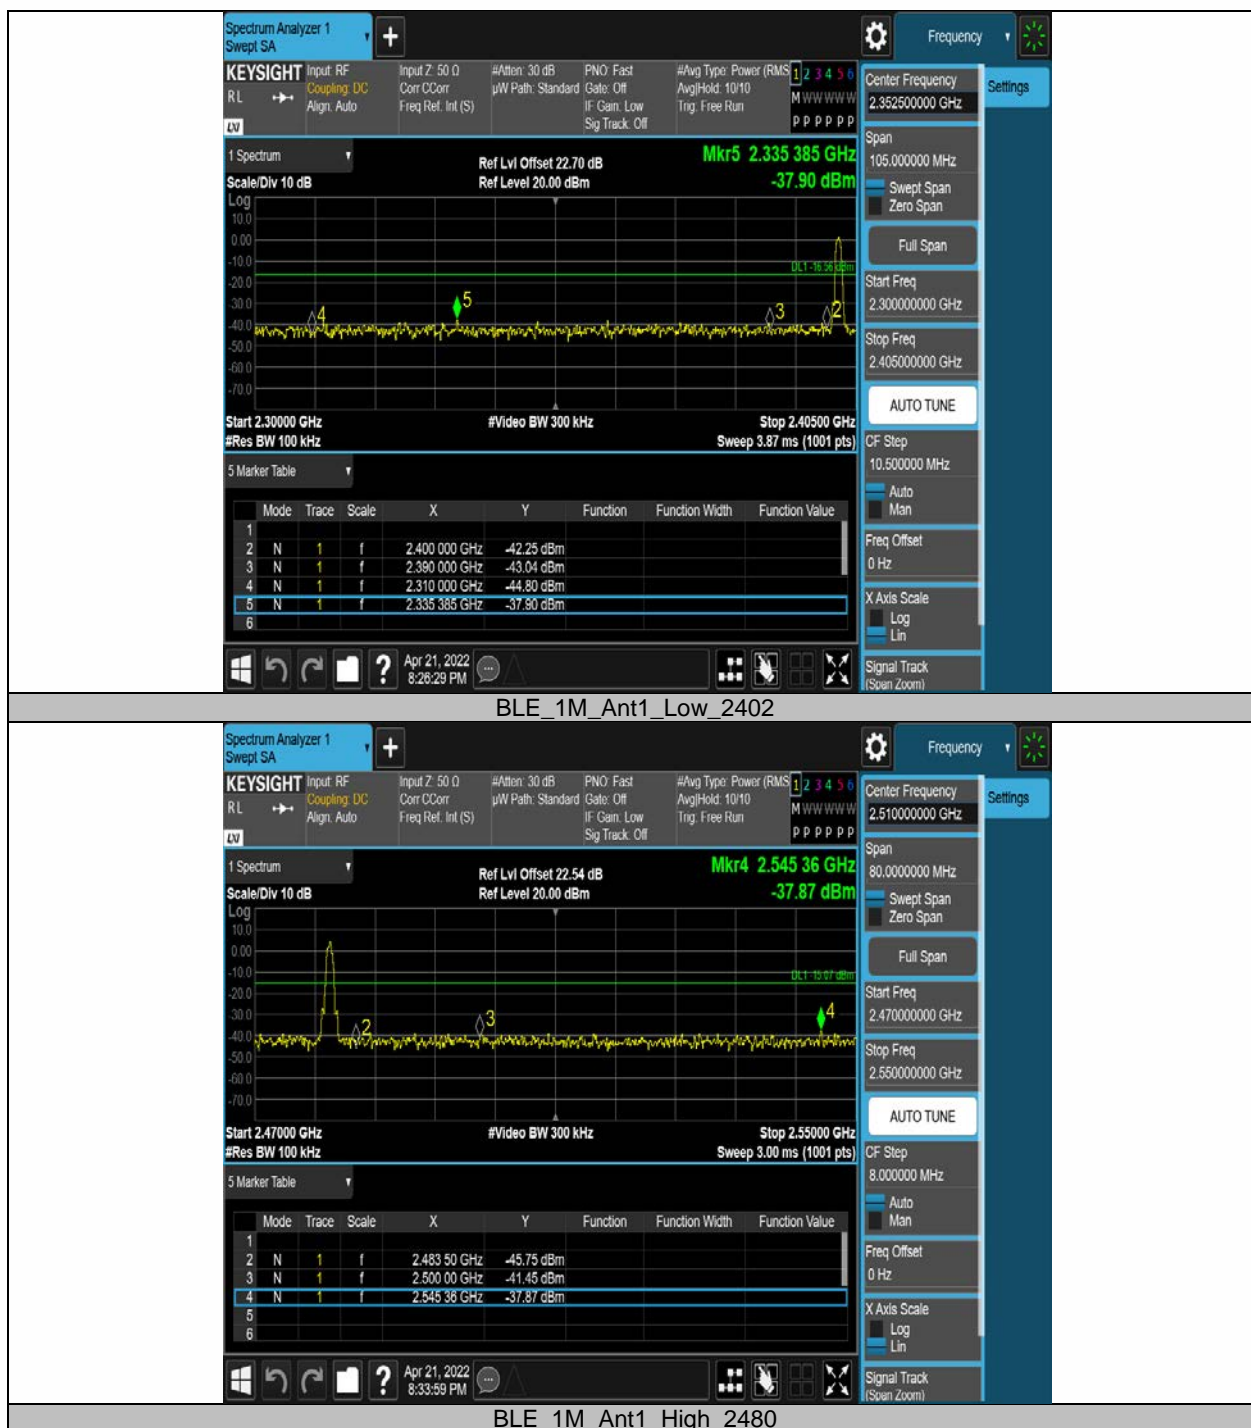 Spectrum Analyzer 1
Swept SA
+
Frequency
KEYSIGHT
RL
LXI
Input: RF
Coupling: DC
Align: Auto
Input Z: 50 Ω
Corr CCorr
Freq Ref: Int (S)
#Atten: 30 dB
µW Path: Standard
PNO: Fast
Gate: Off
IF Gain: Low
Sig Track: Off
#Avg Type: Power (RMS
Avg|Hold: 10/10
Trig: Free Run
1 2 3 4 5 6
M W W W W W
P P P P P P
1 Spectrum
Scale/Div 10 dB
Ref Lvl Offset 22.70 dB
Ref Level 20.00 dBm
Mkr5 2.335 385 GHz
-37.90 dBm
Log
10.0
0.00
-10.0
-20.0
-30.0
-40.0
-50.0
-60.0
-70.0
DL1 -16.56 dBm
4
5
3
2
Start 2.30000 GHz
#Video BW 300 kHz
Stop 2.40500 GHz
#Res BW 100 kHz
Sweep 3.87 ms (1001 pts)
5 Marker Table
Mode Trace Scale X Y Function Function Width Function Value
1
2 N 1 f 2.400 000 GHz -42.25 dBm
3 N 1 f 2.390 000 GHz -43.04 dBm
4 N 1 f 2.310 000 GHz -44.80 dBm
5 N 1 f 2.335 385 GHz -37.90 dBm
6
?
Apr 21, 2022
8:26:29 PM
Center Frequency
2.352500000 GHz
Settings
Span
105.000000 MHz
Swept Span
Zero Span
Full Span
Start Freq
2.300000000 GHz
Stop Freq
2.405000000 GHz
AUTO TUNE
CF Step
10.500000 MHz
Auto
Man
Freq Offset
0 Hz
X Axis Scale
Log
Lin
Signal Track
(Span Zoom)
BLE_1M_Ant1_Low_2402
Spectrum Analyzer 1
Swept SA
+
Frequency
KEYSIGHT
RL
LXI
Input: RF
Coupling: DC
Align: Auto
Input Z: 50 Ω
Corr CCorr
Freq Ref: Int (S)
#Atten: 30 dB
µW Path: Standard
PNO: Fast
Gate: Off
IF Gain: Low
Sig Track: Off
#Avg Type: Power (RMS
Avg|Hold: 10/10
Trig: Free Run
1 2 3 4 5 6
M W W W W W
P P P P P P
1 Spectrum
Scale/Div 10 dB
Ref Lvl Offset 22.54 dB
Ref Level 20.00 dBm
Mkr4 2.545 36 GHz
-37.87 dBm
Log
10.0
0.00
-10.0
-20.0
-30.0
-40.0
-50.0
-60.0
-70.0
DL1 -15.07 dBm
2
3
4
Start 2.47000 GHz
#Video BW 300 kHz
Stop 2.55000 GHz
#Res BW 100 kHz
Sweep 3.00 ms (1001 pts)
5 Marker Table
Mode Trace Scale X Y Function Function Width Function Value
1
2 N 1 f 2.483 50 GHz -45.75 dBm
3 N 1 f 2.500 00 GHz -41.45 dBm
4 N 1 f 2.545 36 GHz -37.87 dBm
5
6
?
Apr 21, 2022
8:33:59 PM
Center Frequency
2.510000000 GHz
Settings
Span
80.0000000 MHz
Swept Span
Zero Span
Full Span
Start Freq
2.470000000 GHz
Stop Freq
2.550000000 GHz
AUTO TUNE
CF Step
8.000000 MHz
Auto
Man
Freq Offset
0 Hz
X Axis Scale
Log
Lin
Signal Track
(Span Zoom)
BLE_1M_Ant1_High_2480